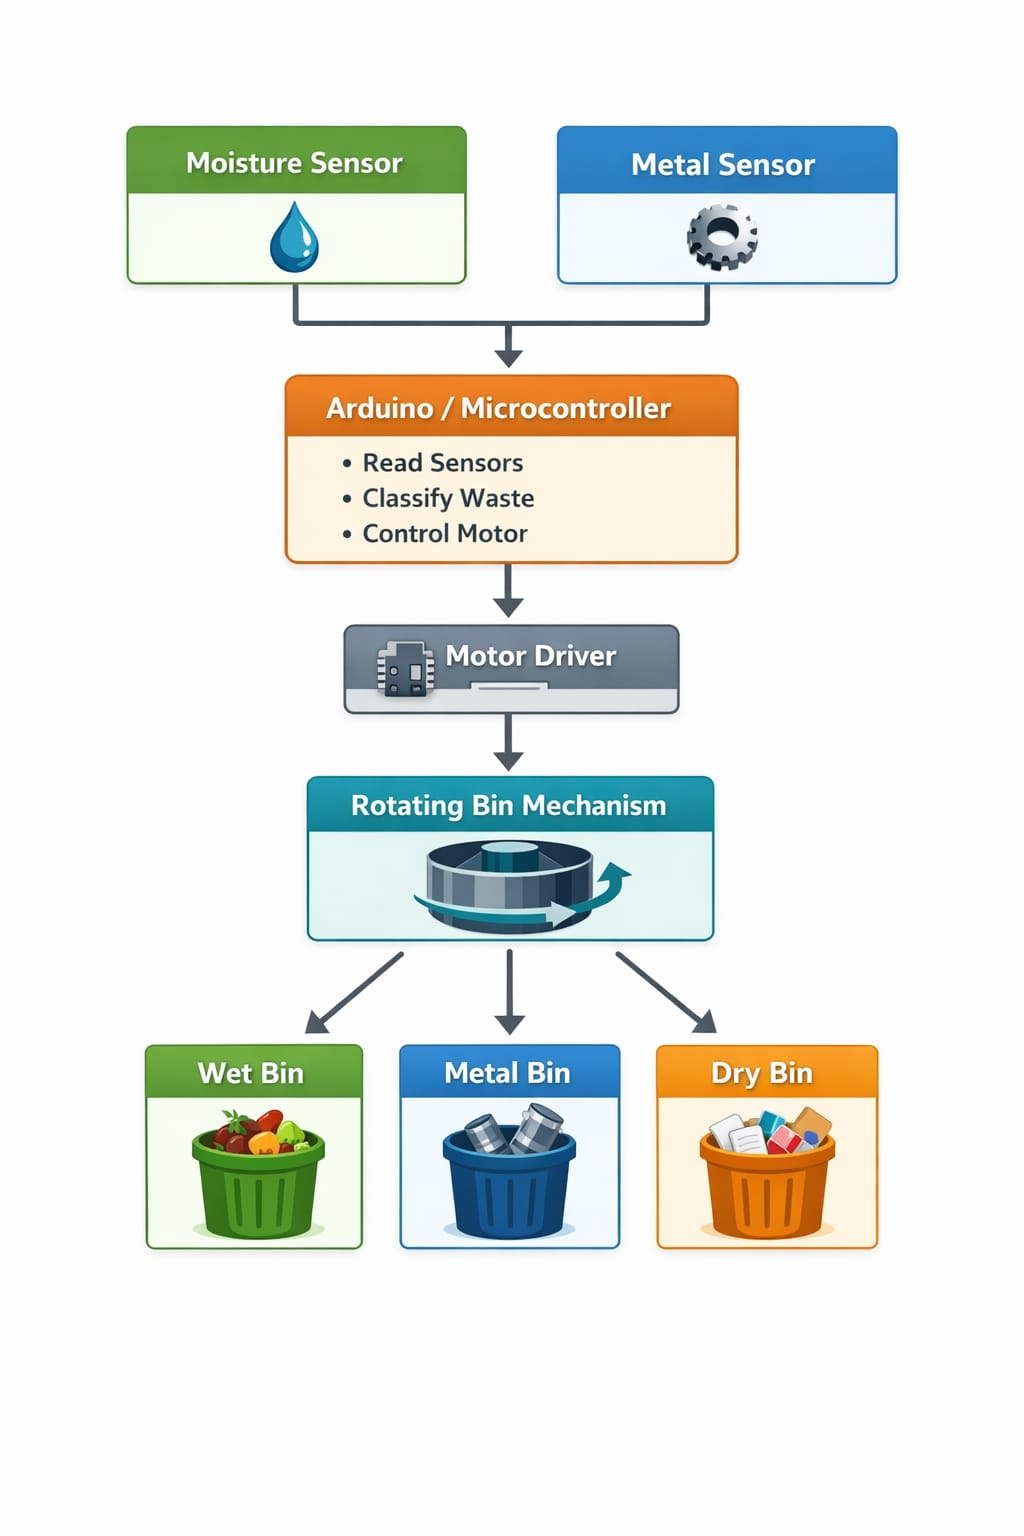 Moisture Sensor
Metal Sensor
Arduino / Microcontroller
• Read Sensors
• Classify Waste
• Control Motor
Motor Driver
Rotating Bin Mechanism
Wet Bin
Metal Bin
Dry Bin